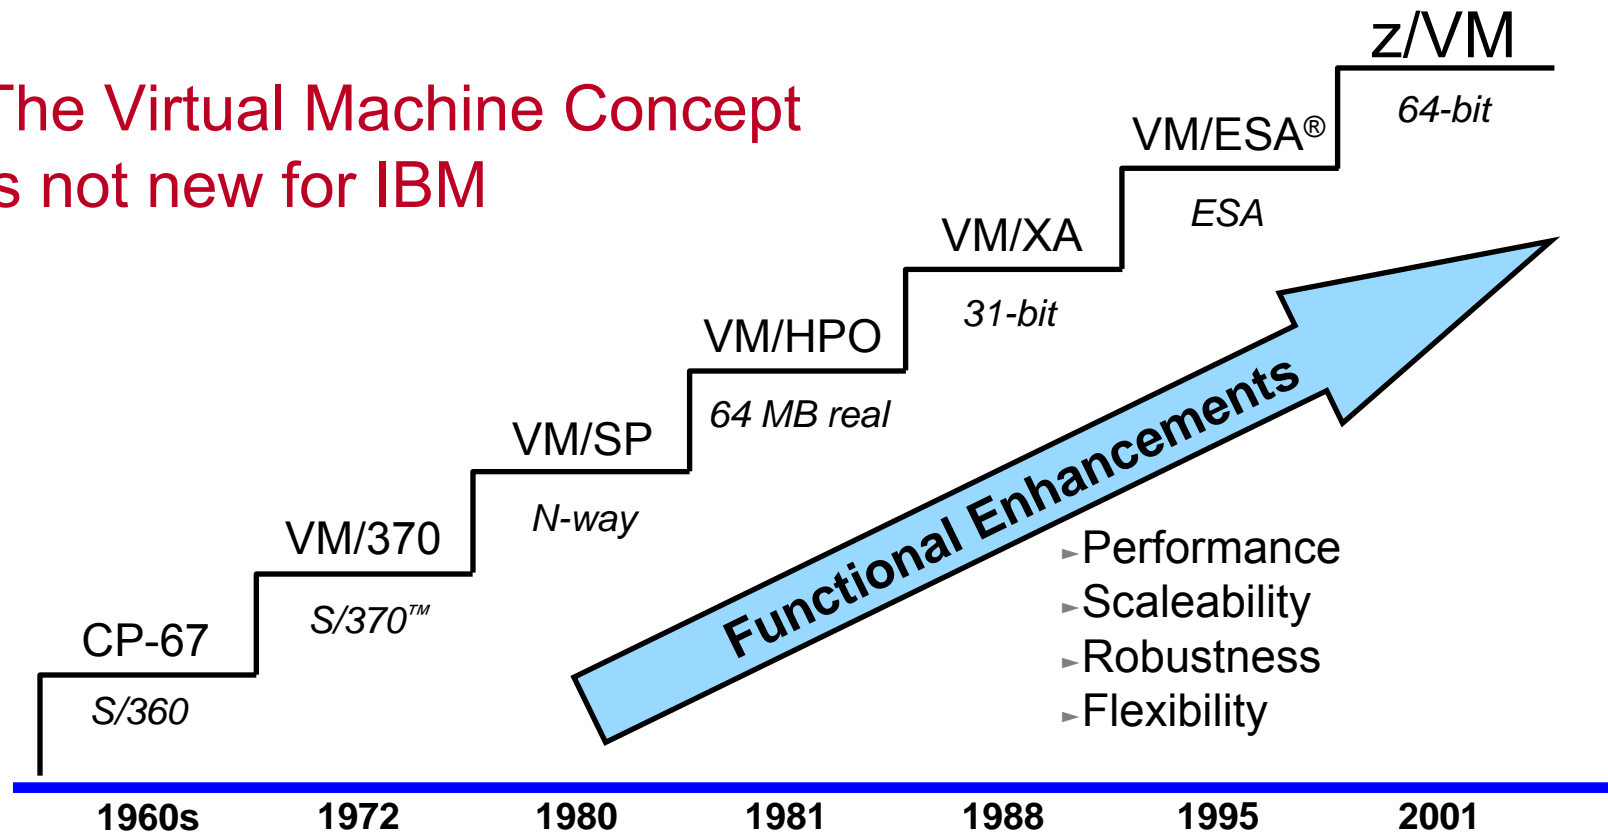 The Virtual Machine Concept
s not new for IBM
z/VM
64-bit
VM/ESA®
ESA
VM/XA
31-bit
VM/HPO
64 MB real
VM/SP
N-way
VM/370
S/370™
CP-67
S/360
Functional Enhancements
►Performance
►Scaleability
►Robustness
►Flexibility
1960s 1972 1980 1981 1988 1995 2001